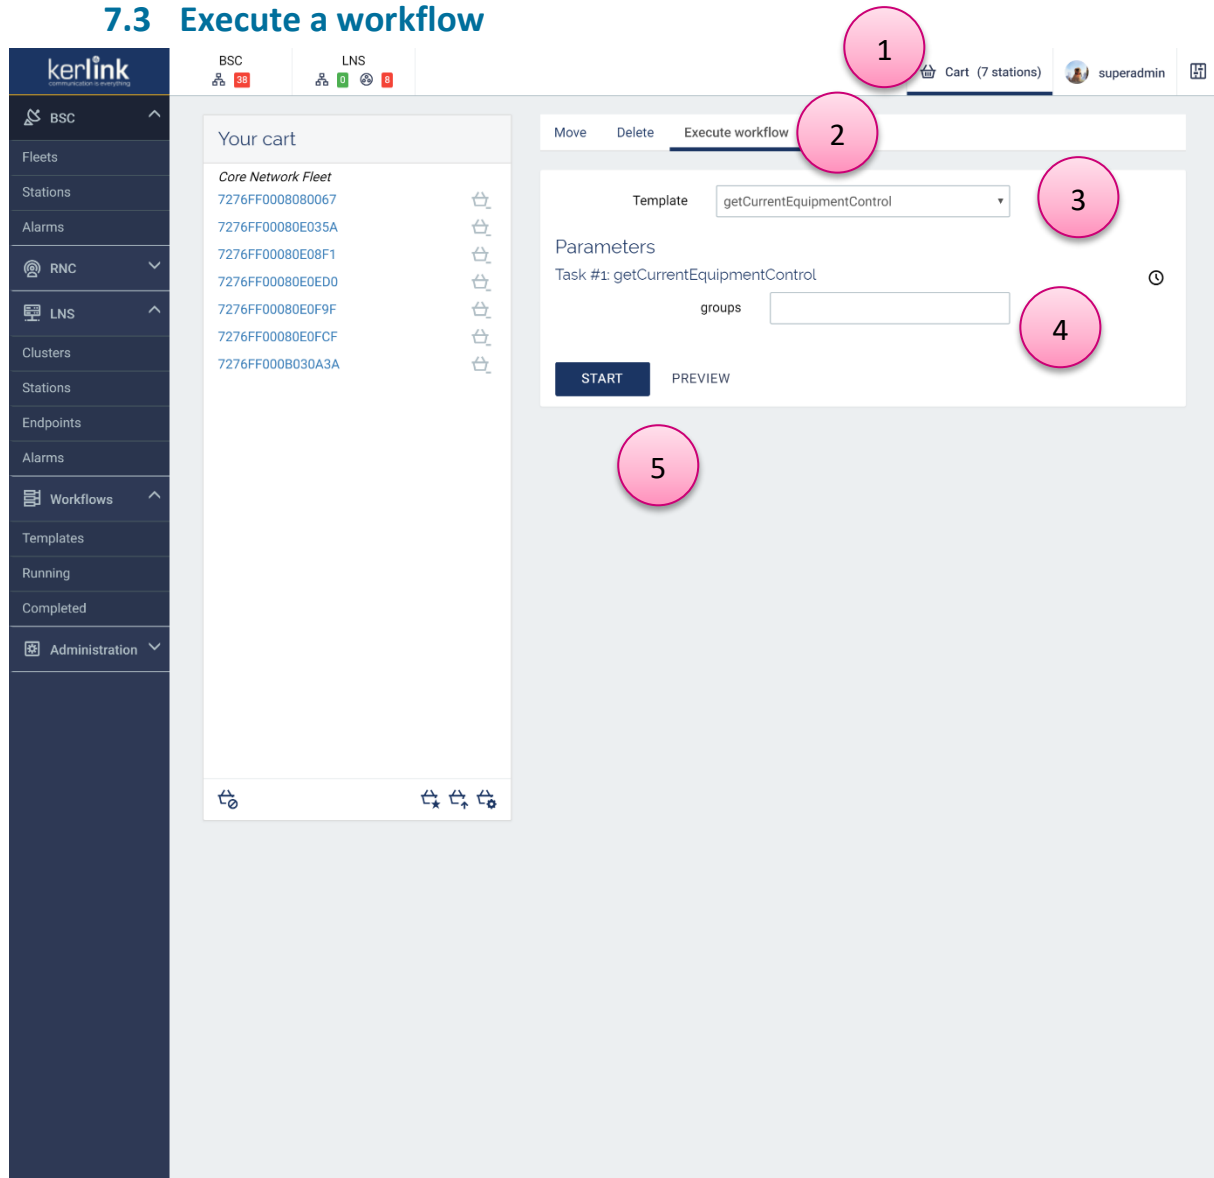 7.3 Execute a workflow
kerlink
communication is everything
BSC
38
LNS
0 8
1
Cart (7 stations)
superadmin
BSC
Fleets
Stations
Alarms
RNC
LNS
Clusters
Stations
Endpoints
Alarms
Workflows
Templates
Running
Completed
Administration
Your cart
Core Network Fleet
7276FF0008080067
7276FF00080E035A
7276FF00080E08F1
7276FF00080E0ED0
7276FF00080E0F9F
7276FF00080E0FCF
7276FF000B030A3A
Move Delete Execute workflow
2
Template getCurrentEquipmentControl
3
Parameters
Task #1: getCurrentEquipmentControl
groups
4
START PREVIEW
5